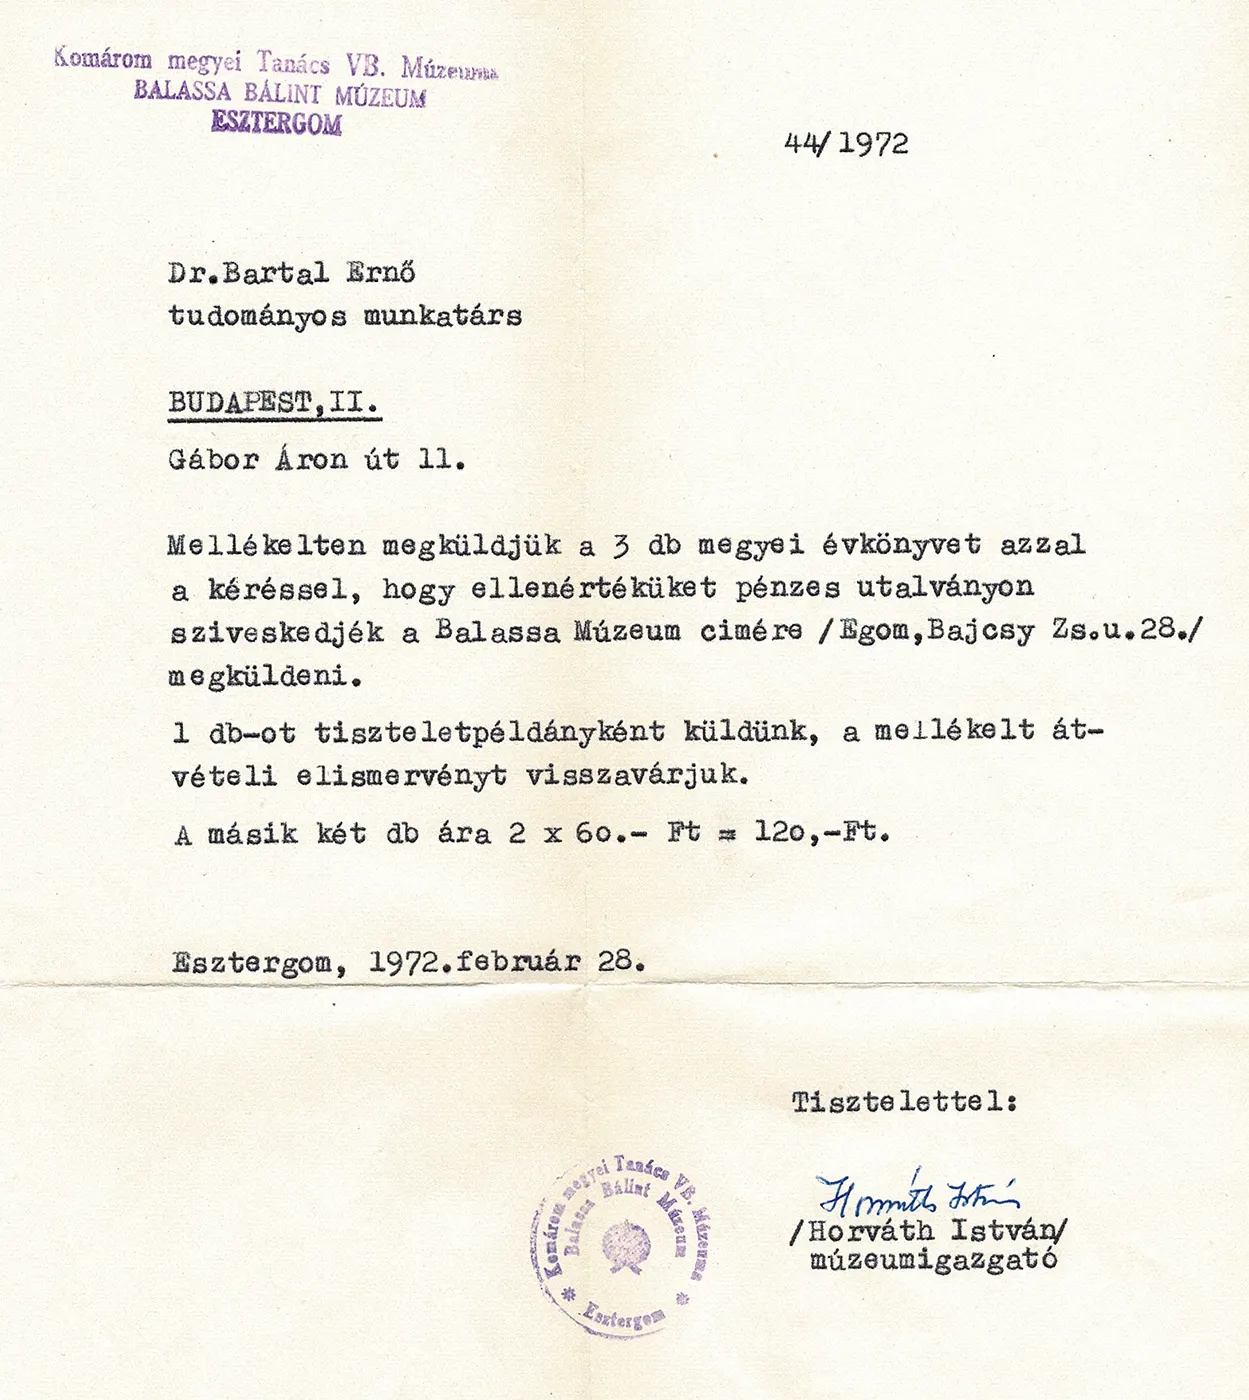 Komárom megyei Tanács VB. Múzeuma
BALASSA BÁLINT MÚZEUM
ESZTERGOM
44/1972
Dr.Bartal Ernő
tudományos munkatárs
BUDAPEST,II.
Gábor Áron út 11.
Mellékelten megküldjük a 3 db megyei évkönyvet azzal
a kéréssel, hogy ellenértéküket pénzes utalványon
sziveskedjék a Balassa Múzeum cimére /Egom,Bajcsy Zs.u.28./
megküldeni.
1 db-ot tiszteletpéldányként küldünk, a mellékelt át-
vételi elismervényt visszavárjuk.
A másik két db ára 2 x 60.- Ft = 120,-Ft.
Esztergom, 1972.február 28.
Tisztelettel:
Horváth István
/Horváth István/
múzeumigazgató
Komárom megyei Tanács VB. Múzeuma
Balassa Bálint Múzeum
* Esztergom *